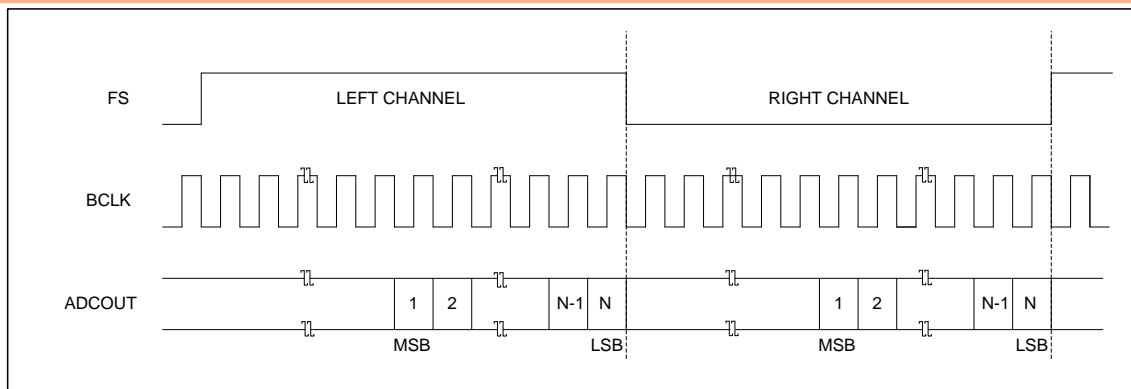 FS LEFT CHANNEL RIGHT CHANNEL
BCLK
ADCOUT 1 2 N-1 N 1 2 N-1 N
MSB LSB MSB LSB